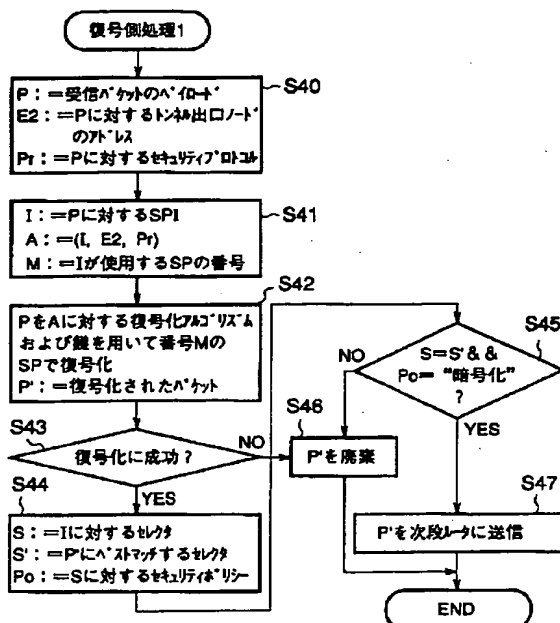 復号側処理1
P:=受信パケットのペイロード
E2:=Pに対するトンネル出口ノード
のアドレス
Pr:=Pに対するセキュリティプロトコル
S40
I:=Pに対するSPI
A:=(I, E2, Pr)
M:=Iが使用するSPの番号
S41
S42
PをAに対する復号化アルゴリズム
および鍵を用いて番号Mの
SPで復号化
P':=復号化されたパケット
S43
復号化に成功?
NO
YES
S44
S:=Iに対するセレクタ
S':=P'にベストマッチするセレクタ
Po:=Sに対するセキュリティポリシー
S45
S=S' & &
Po= “暗号化”
?
NO
YES
S46
P'を廃棄
S47
P'を次段ルータに送信
END